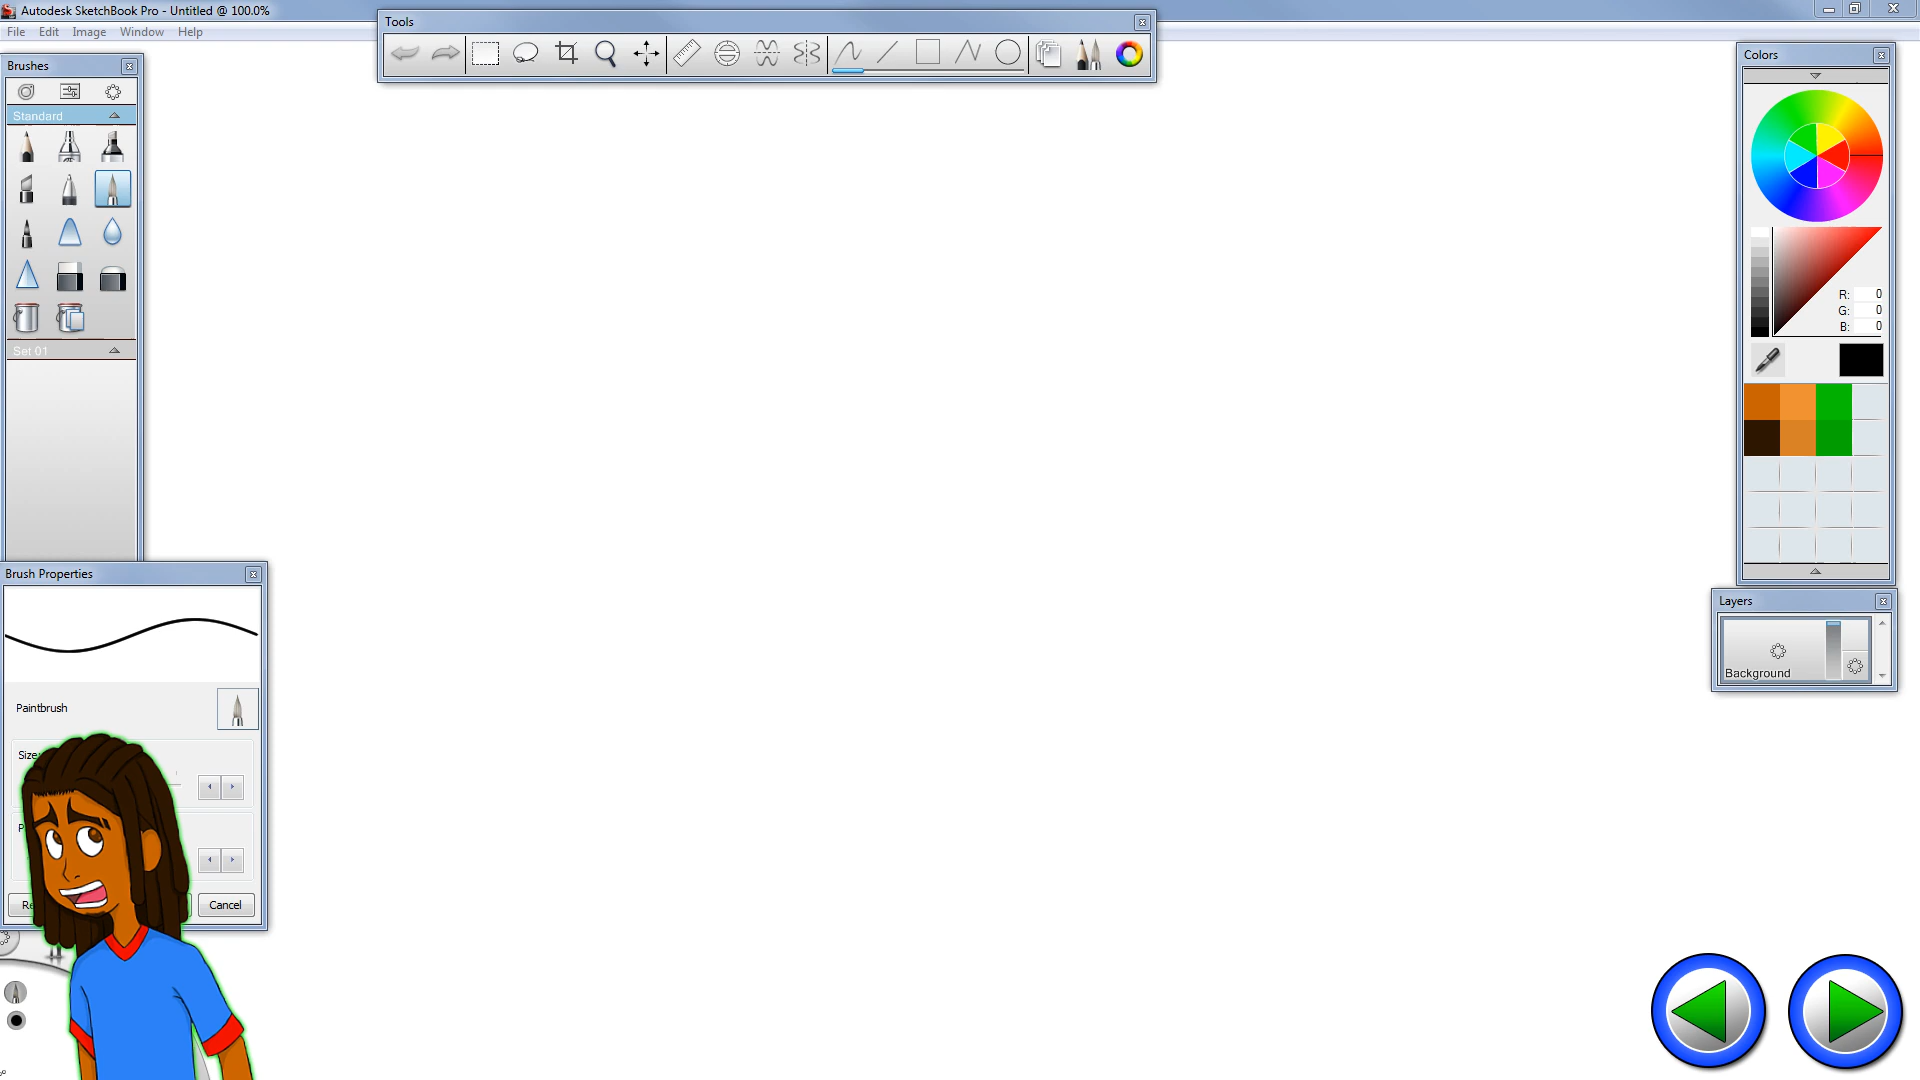 Autodesk SketchBook Pro - Untitled @ 100.0%
File Edit Image Window Help
Tools
Brushes
Standard
Set 01
Colors
R: 0
G: 0
B: 0
Layers
Background
Brush Properties
Paintbrush
Size:
Cancel